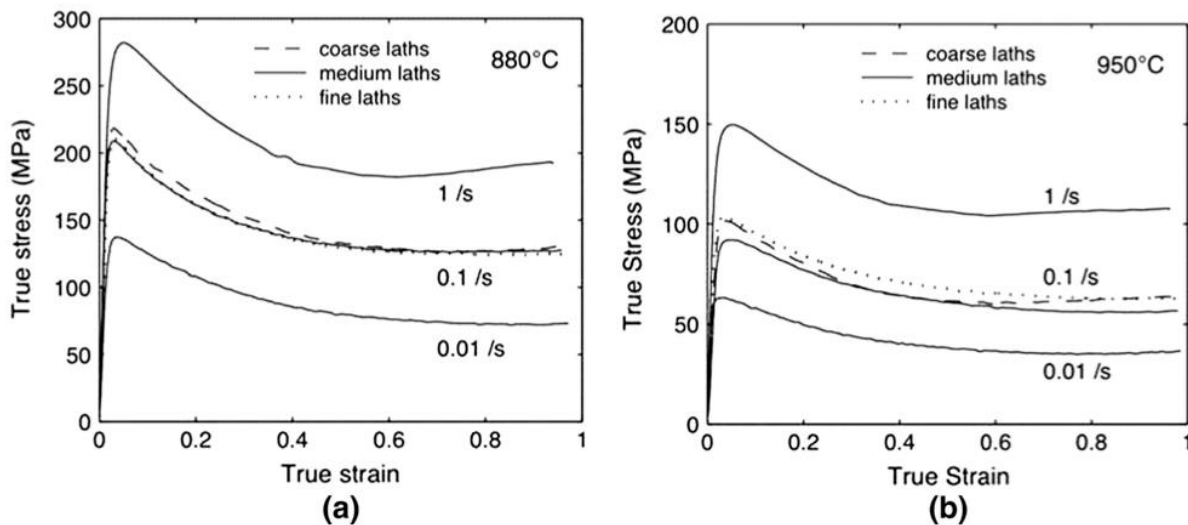 300
250
200
150
100
50
0
0
0.2
0.4
0.6
0.8
1
True stress (MPa)
True strain
coarse laths
medium laths
fine laths
880°C
1 /s
0.1 /s
0.01 /s
(a)
200
150
100
50
0
0
0.2
0.4
0.6
0.8
1
True Stress (MPa)
True Strain
coarse laths
medium laths
fine laths
950°C
1 /s
0.1 /s
0.01 /s
(b)